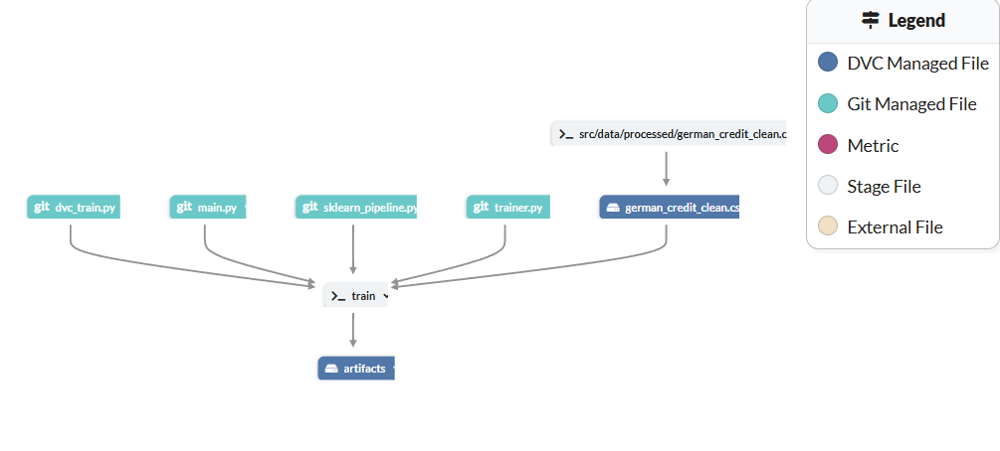 Legend
DVC Managed File
Git Managed File
Metric
Stage File
External File
>_ src/data/processed/german_credit_clean.c
git dvc_train.py
git main.py
git sklearn_pipeline.py
git trainer.py
german_credit_clean.cs
>_ train
artifacts